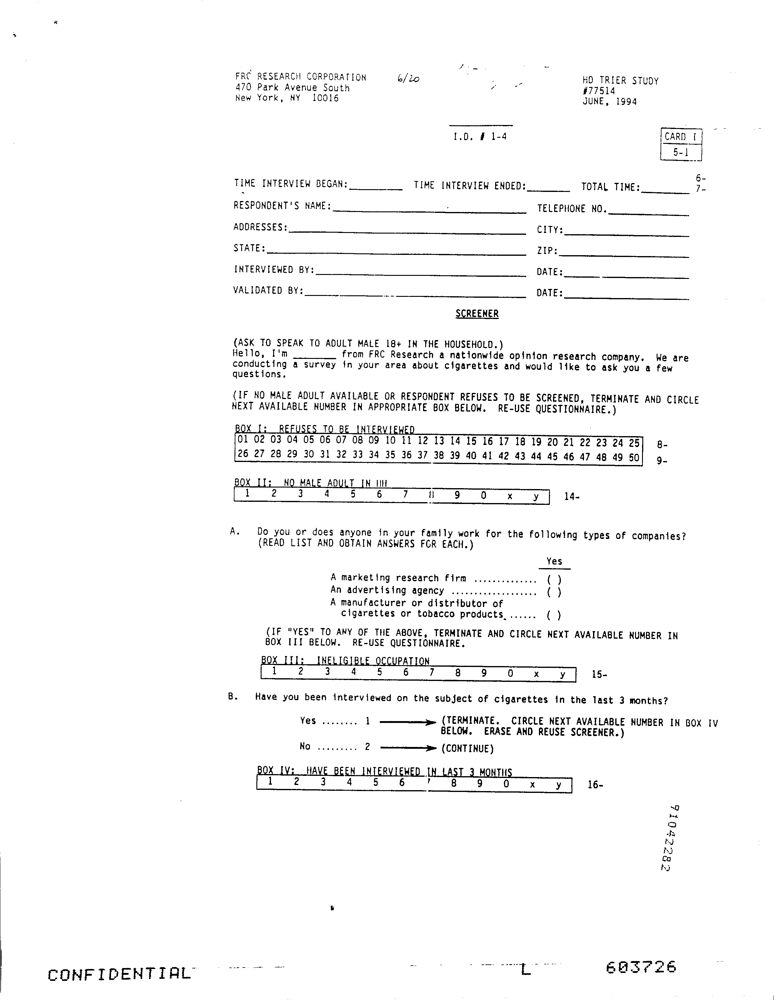 FRC RESEARCH CORPORATION 6/20 HD TRIER STUDY
470 Park Avenue South #77514
New York, NY 10016 JUNE, 1994
I.D. # 1-4 CARD I
5-1
6-
TIME INTERVIEW BEGAN:_________ TIME INTERVIEW ENDED:_______ TOTAL TIME:________ 7-
RESPONDENT'S NAME:________________ TELEPHONE NO.______________
ADDRESSES:________________ CITY:______________
STATE:________________ ZIP:______________
INTERVIEWED BY:________________ DATE:______________
VALIDATED BY:________________ DATE:______________
SCREENER
(ASK TO SPEAK TO ADULT MALE 18+ IN THE HOUSEHOLD.)
Hello, I'm _______ from FRC Research a nationwide opinion research company. We are
conducting a survey in your area about cigarettes and would like to ask you a few
questions.
(IF NO MALE ADULT AVAILABLE OR RESPONDENT REFUSES TO BE SCREENED, TERMINATE AND CIRCLE
NEXT AVAILABLE NUMBER IN APPROPRIATE BOX BELOW. RE-USE QUESTIONNAIRE.)
BOX I: REFUSES TO BE INTERVIEWED
01 02 03 04 05 06 07 08 09 10 11 12 13 14 15 16 17 18 19 20 21 22 23 24 25 8-
26 27 28 29 30 31 32 33 34 35 36 37 38 39 40 41 42 43 44 45 46 47 48 49 50 9-
BOX II: NO MALE ADULT IN HH
1 2 3 4 5 6 7 8 9 0 x y 14-
A. Do you or does anyone in your family work for the following types of companies?
(READ LIST AND OBTAIN ANSWERS FOR EACH.)
Yes
A marketing research firm ............. ( )
An advertising agency .................. ( )
A manufacturer or distributor of
cigarettes or tobacco products ...... ( )
(IF "YES" TO ANY OF THE ABOVE, TERMINATE AND CIRCLE NEXT AVAILABLE NUMBER IN
BOX III BELOW. RE-USE QUESTIONNAIRE.
BOX III: INELIGIBLE OCCUPATION
1 2 3 4 5 6 7 8 9 0 x y 15-
B. Have you been interviewed on the subject of cigarettes in the last 3 months?
Yes ........ 1 → (TERMINATE. CIRCLE NEXT AVAILABLE NUMBER IN BOX IV
BELOW. ERASE AND REUSE SCREENER.)
No ......... 2 → (CONTINUE)
BOX IV: HAVE BEEN INTERVIEWED IN LAST 3 MONTHS
1 2 3 4 5 6 7 8 9 0 x y 16-
91042282
CONFIDENTIAL L 603726